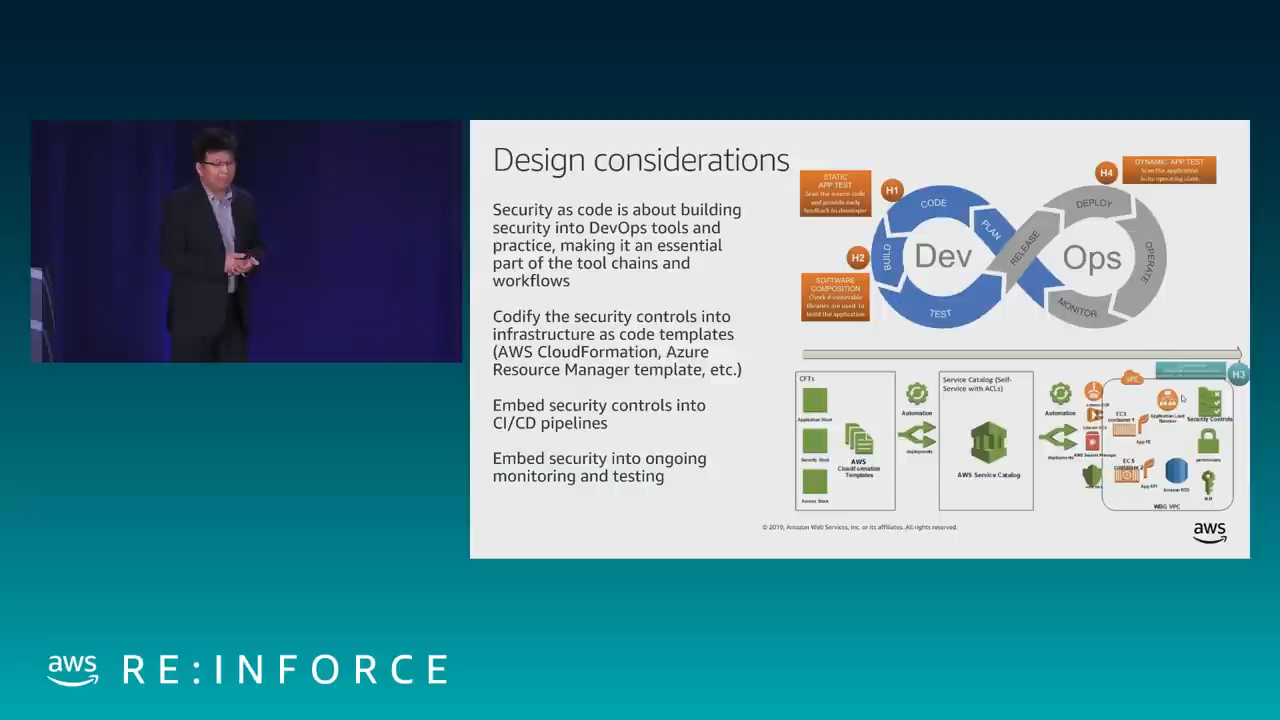 Design considerations
Security as code is about building
security into DevOps tools and
practice, making it an essential
part of the tool chains and
workflows
Codify the security controls into
infrastructure as code templates
(AWS CloudFormation, Azure
Resource Manager template, etc.)
Embed security controls into
CI/CD pipelines
Embed security into ongoing
monitoring and testing
STATIC
APP TEST
Scan the source code
and provide early
feedback to developer
H1
H2
SOFTWARE
COMPOSITION
Check if vulnerable
libraries are used to
build the application
CODE
PLAN
BUILD
TEST
Dev
RELEASE
Ops
DEPLOY
OPERATE
MONITOR
H4
DYNAMIC APP TEST
Scan the application
in its operating state.
H3
CFTs
Application Stack
Security Stack
Access Stack
AWS
CloudFormation
Templates
Automation
deployments
Service Catalog (Self-
Service with ACLs)
AWS Service Catalog
Automation
deployments
AWS Secrets Manager
VPC
ECS
container 1
App FE
Application Load
Balancer
Security Controls
permissions
ECS
container 2
App API
Amazon RDS
WBG VPC
© 2019, Amazon Web Services, Inc. or its affiliates. All rights reserved.
aws
aws RE:INFORCE